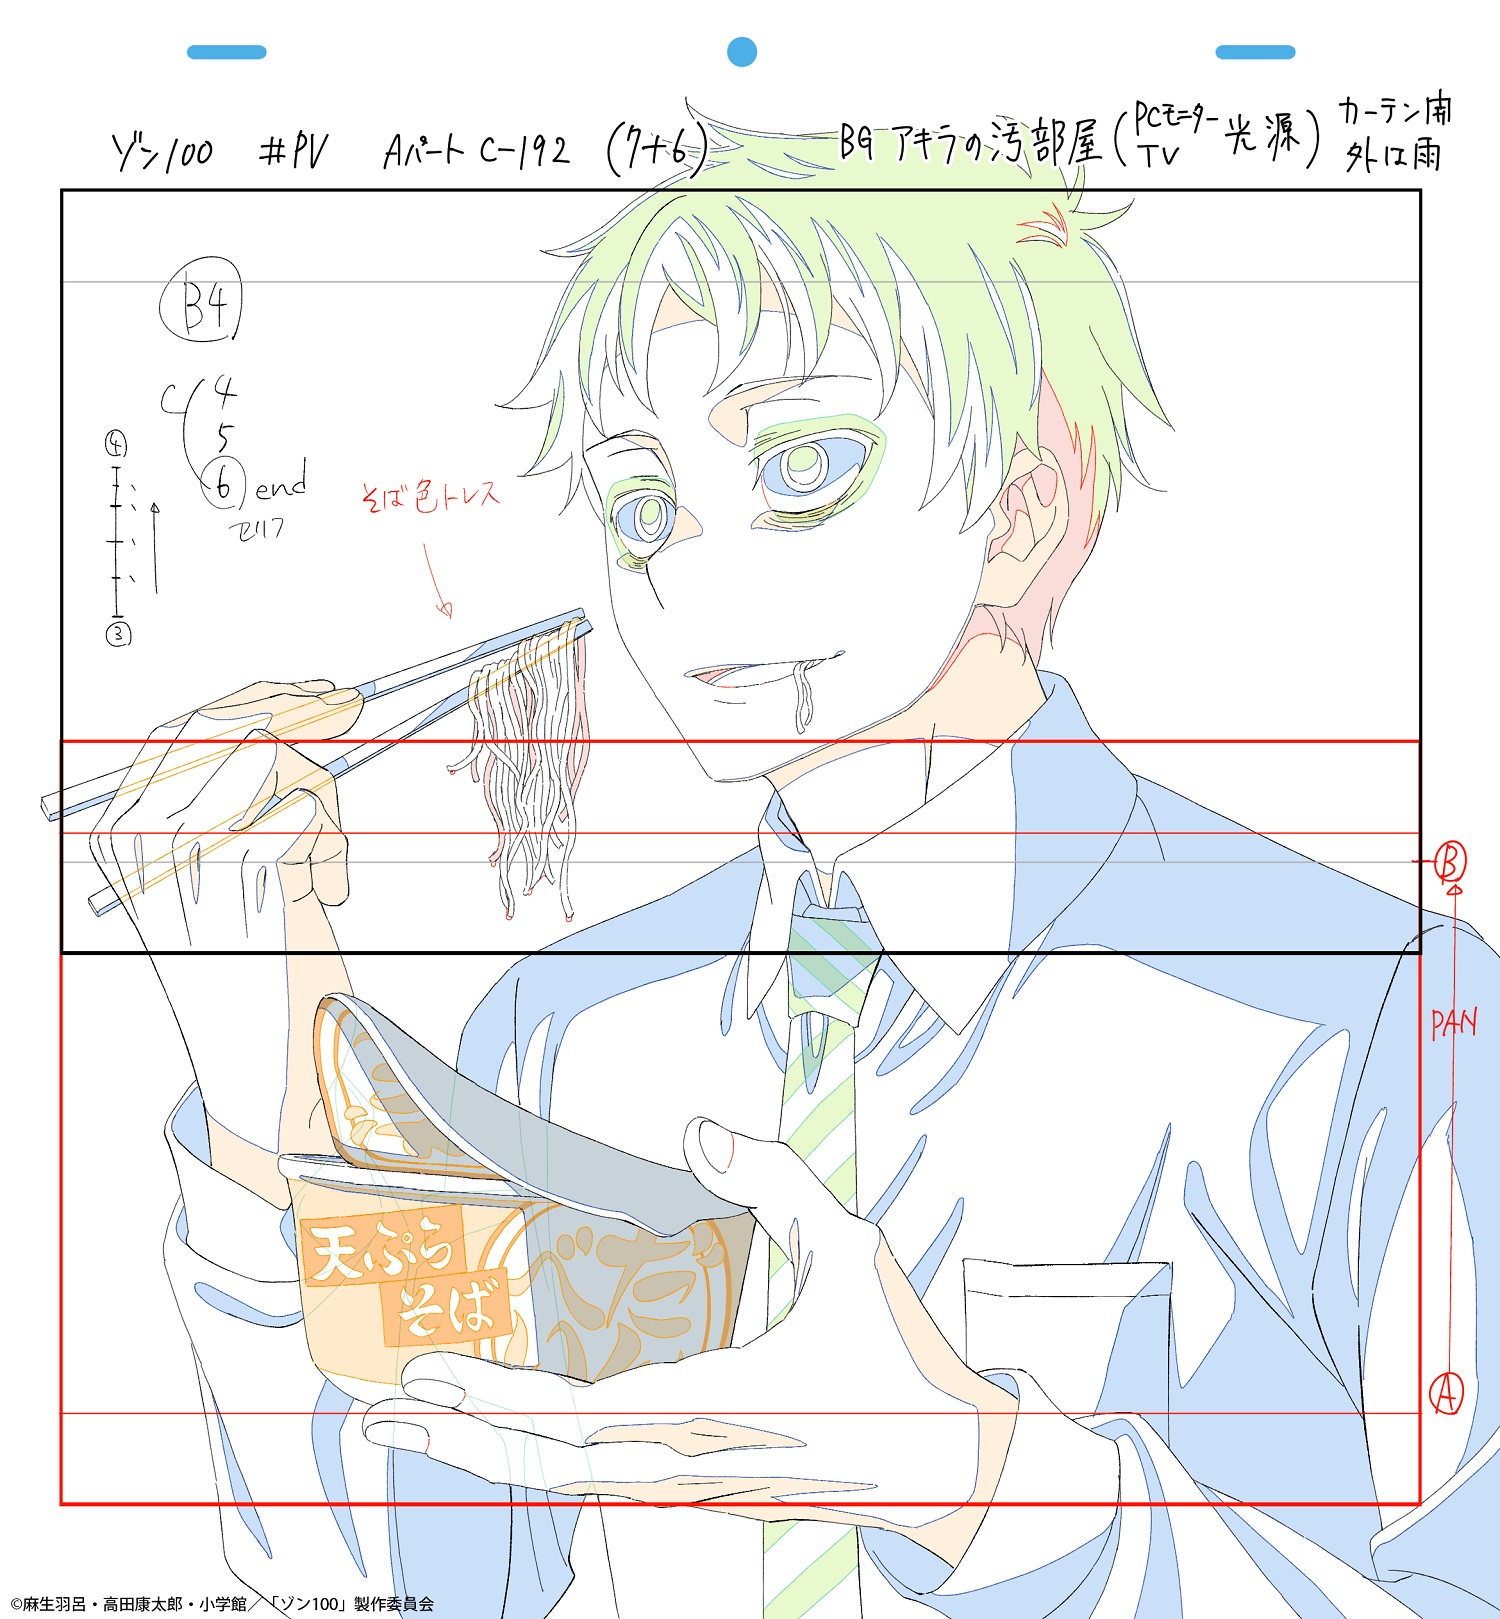 ゾン100 #PV Aパート C-192 (7+6)
BG アキラの汚部屋(PCモニター TV 光源) カーテン開 外は雨
B4
4
5
6 end
セリフ
4
3
そば色トレス
B
PAN
A
天ぷら
そば
©麻生羽呂・高田康太郎・小学館/「ゾン100」製作委員会